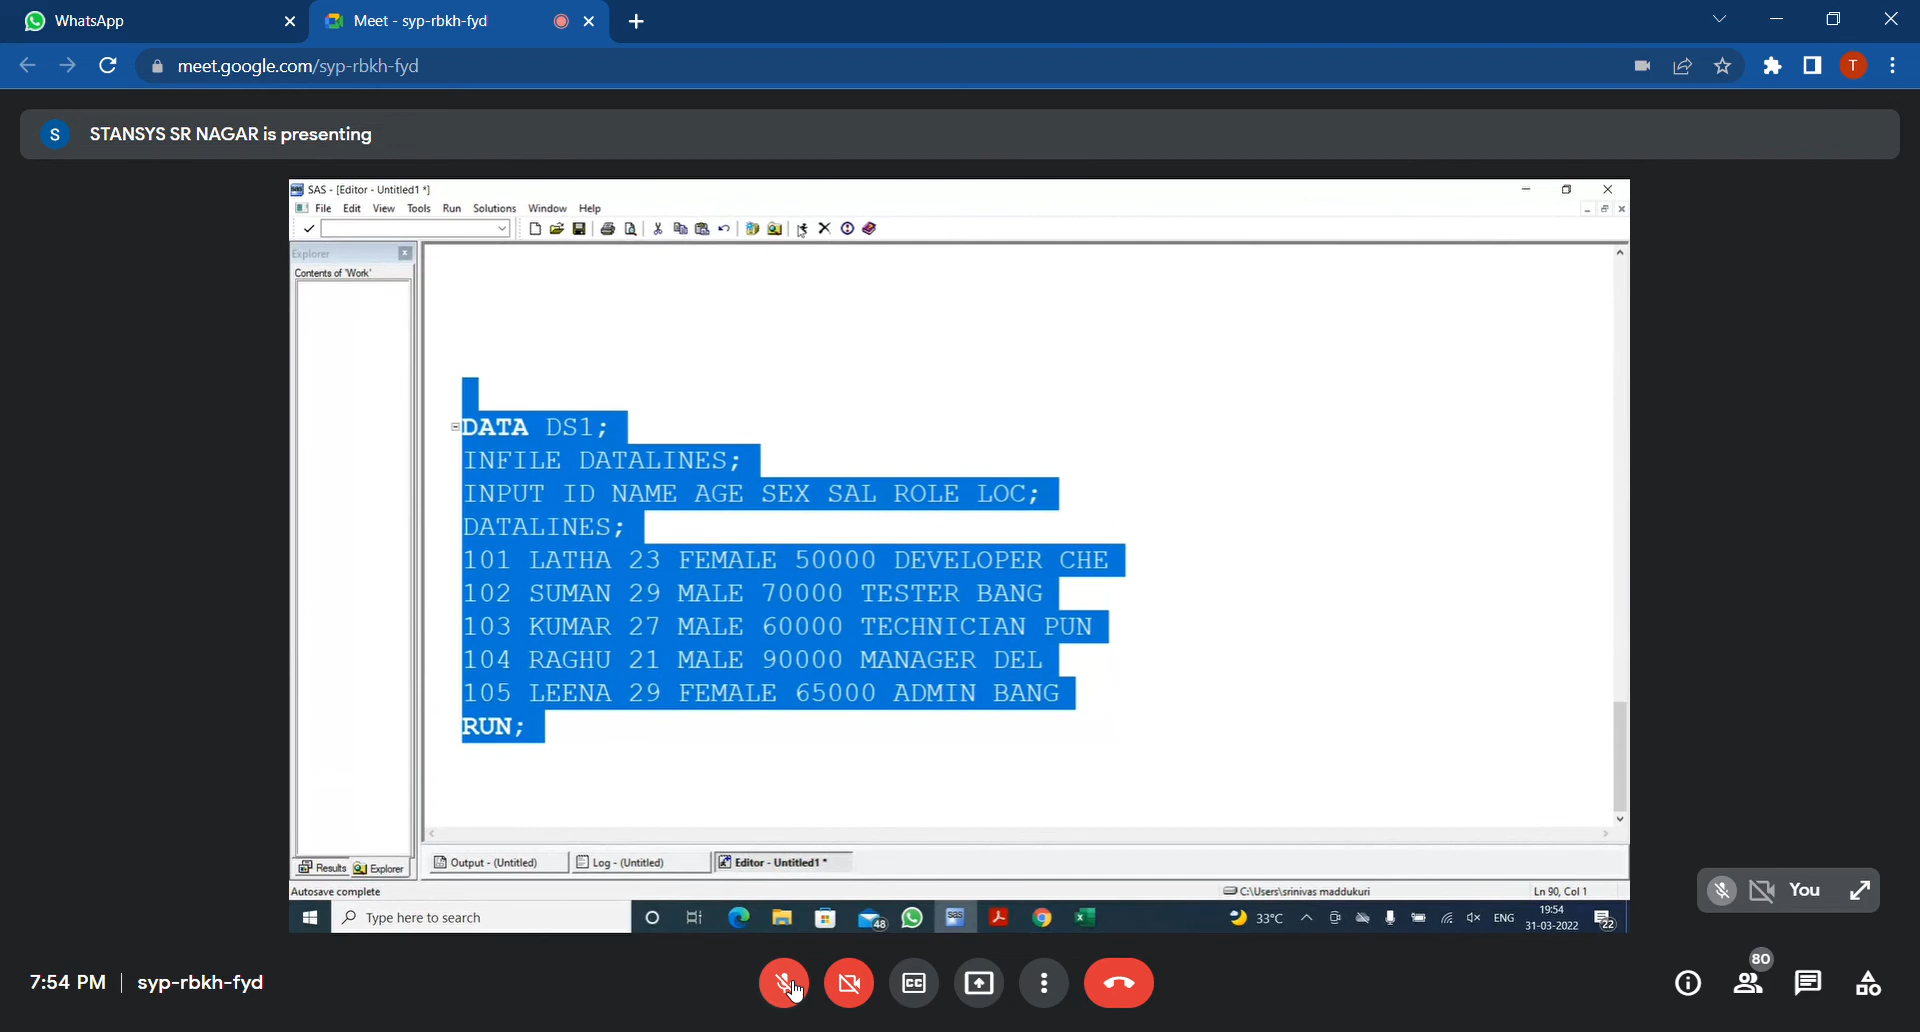 WhatsApp
Meet - syp-rbkh-fyd
meet.google.com/syp-rbkh-fyd
T
S STANSYS SR NAGAR is presenting
SAS - [Editor - Untitled1 *]
File Edit View Tools Run Solutions Window Help
Explorer
Contents of 'Work'
DATA DS1;
INFILE DATALINES;
INPUT ID NAME AGE SEX SAL ROLE LOC;
DATALINES;
101 LATHA 23 FEMALE 50000 DEVELOPER CHE
102 SUMAN 29 MALE 70000 TESTER BANG
103 KUMAR 27 MALE 60000 TECHNICIAN PUN
104 RAGHU 21 MALE 90000 MANAGER DEL
105 LEENA 29 FEMALE 65000 ADMIN BANG
RUN;
Results Explorer
Output - (Untitled) Log - (Untitled) Editor - Untitled1 *
Autosave complete C:\Users\srinivas maddukuri Ln 90, Col 1
Type here to search 48 sas 33°C ENG 19:54
31-03-2022 22
You
7:54 PM syp-rbkh-fyd
CC
80